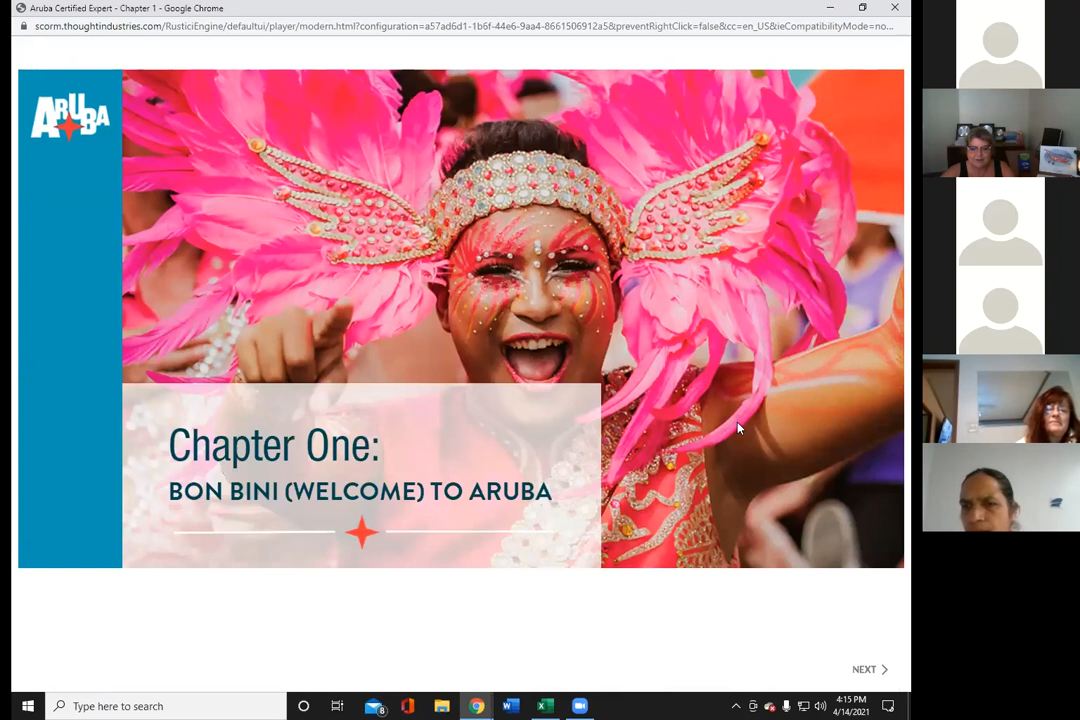 Aruba Certified Expert - Chapter 1 - Google Chrome
scorm.thoughtindustries.com/RusticiEngine/defaultui/player/modern.html?configuration=a57ad6d1-1b6f-44e6-9aa4-8661506912a5&preventRightClick=false&cc=en_US&ieCompatibilityMode=no...
ARUBA
Chapter One:
BON BINI (WELCOME) TO ARUBA
NEXT
Type here to search
8
4:15 PM
4/14/2021